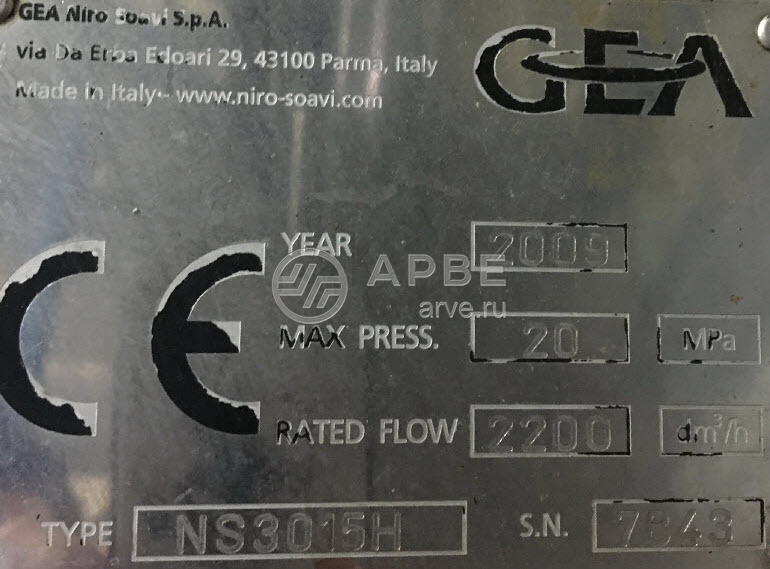 GEA Niro Soavi S.p.A.
via Da Erba Edoari 29, 43100 Parma, Italy
Made in Italy - www.niro-soavi.com
GEA
CE
YEAR 2009
АРВЕ
arve.ru
MAX PRESS. 20 MPa
RATED FLOW 2200 dm³/h
TYPE NS3015H S.N. 7843